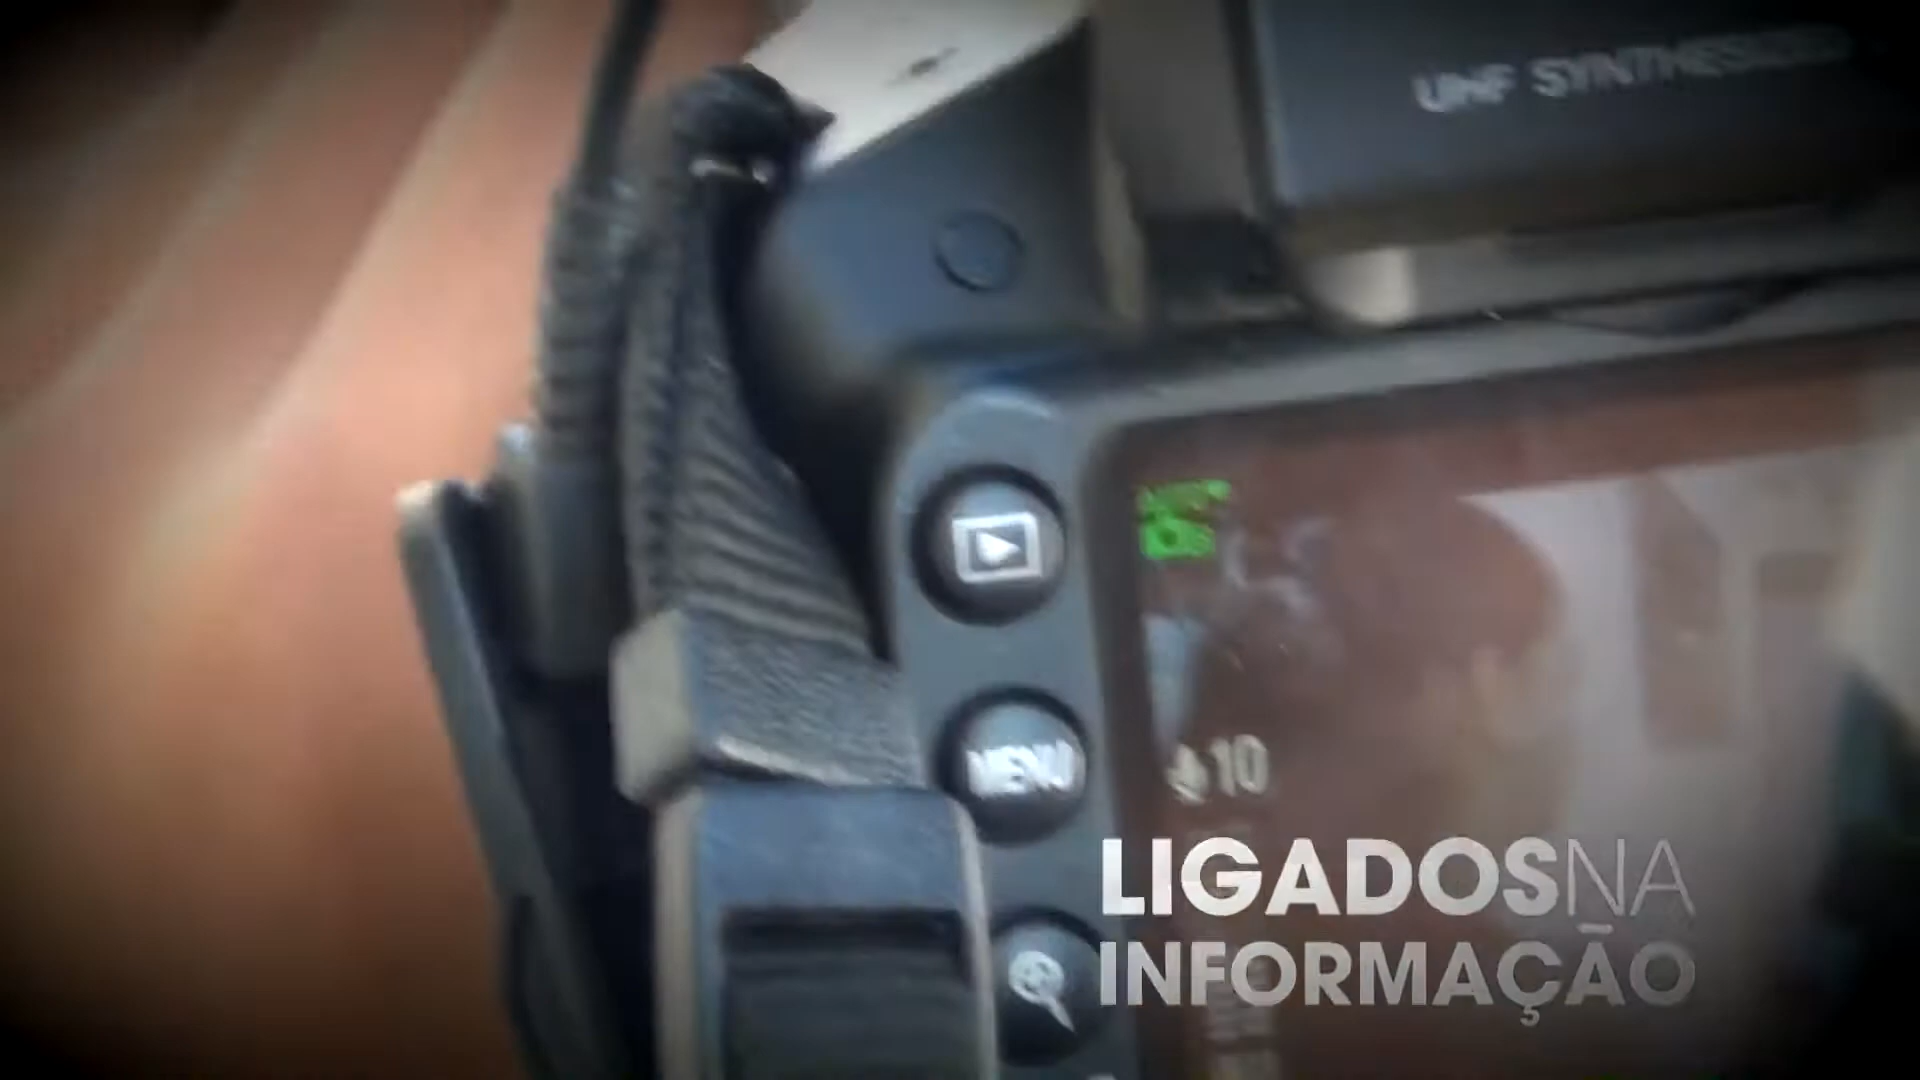 UHF SYNTHESIZED
MENU
10
LIGADOSNA
INFORMAÇÃO